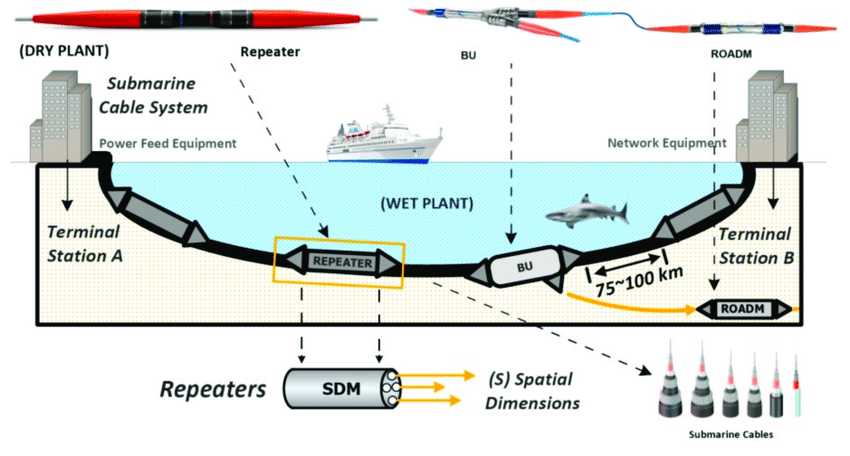 (DRY PLANT)
Repeater
BU
ROADM
Submarine
Cable System
Power Feed Equipment
Network Equipment
(WET PLANT)
Terminal
Station A
REPEATER
BU
75~100 km
Terminal
Station B
ROADM
Repeaters
SDM
(S) Spatial
Dimensions
Submarine Cables